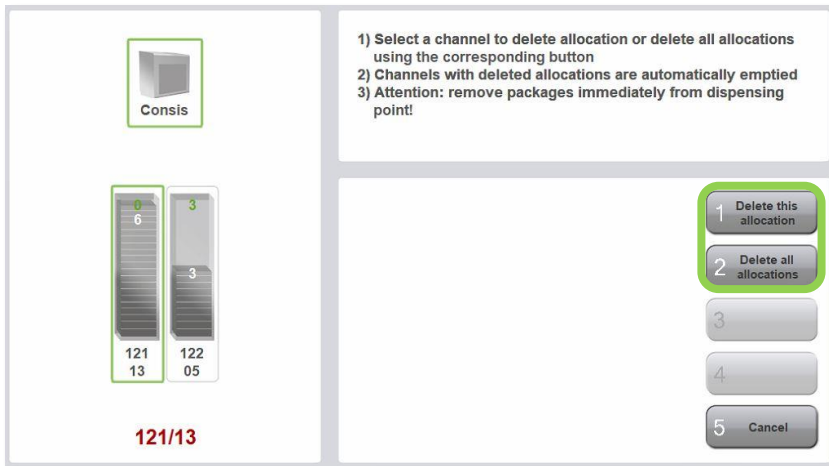 Consis
1) Select a channel to delete allocation or delete all allocations
using the corresponding button
2) Channels with deleted allocations are automatically emptied
3) Attention: remove packages immediately from dispensing
point!
6
3
3
121
13
122
05
121/13
1 Delete this
allocation
2 Delete all
allocations
3
4
5 Cancel